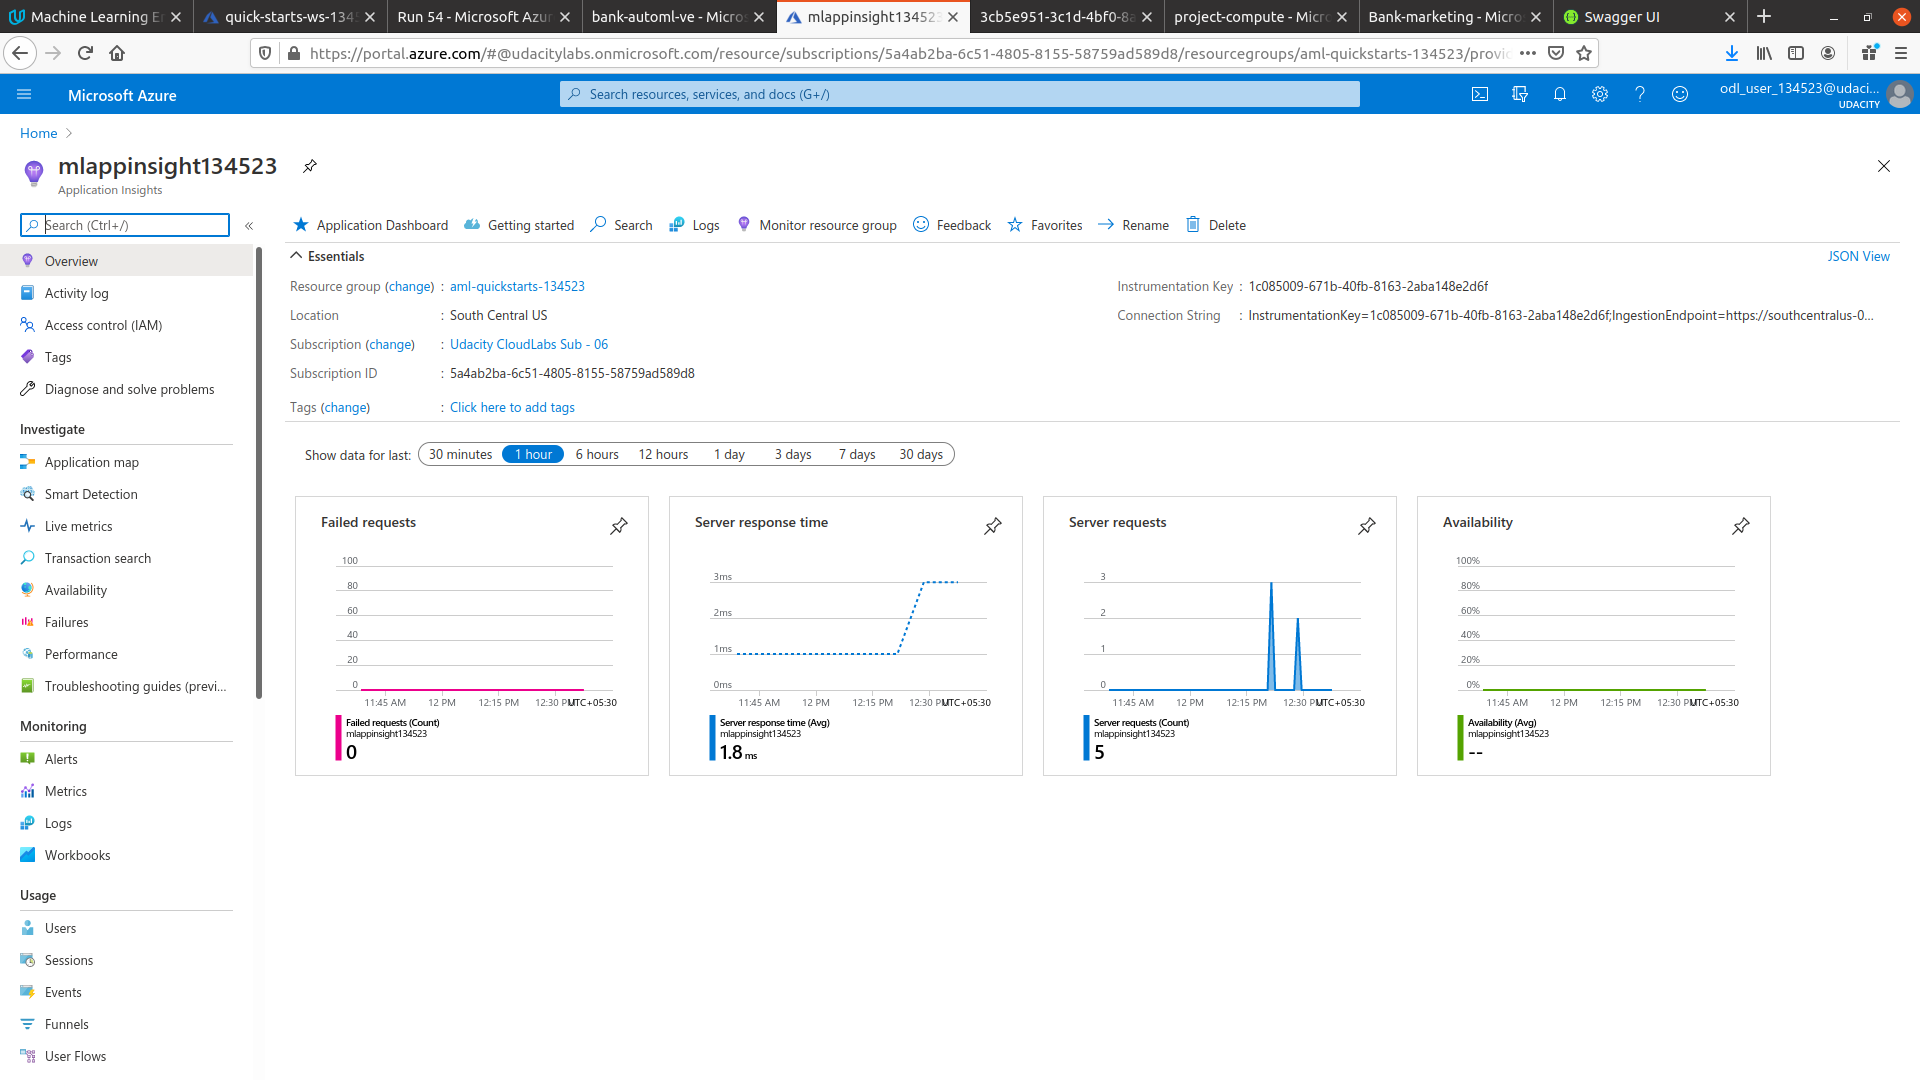 Machine Learning En
quick-starts-ws-1345
Run 54 - Microsoft Azur
bank-automl-ve - Micros
mlappinsight134523
3cb5e951-3c1d-4bf0-8a
project-compute - Micro
Bank-marketing - Micros
Swagger UI
https://portal.azure.com/#@udacitylabs.onmicrosoft.com/resource/subscriptions/5a4ab2ba-6c51-4805-8155-58759ad589d8/resourcegroups/aml-quickstarts-134523/provi
Microsoft Azure
Search resources, services, and docs (G+/)
odl_user_134523@udaci...
UDACITY
Home
mlappinsight134523
Application Insights
Search (Ctrl+/)
«
Overview
Activity log
Access control (IAM)
Tags
Diagnose and solve problems
Investigate
Application map
Smart Detection
Live metrics
Transaction search
Availability
Failures
Performance
Troubleshooting guides (previ...
Monitoring
Alerts
Metrics
Logs
Workbooks
Usage
Users
Sessions
Events
Funnels
User Flows
Application Dashboard
Getting started
Search
Logs
Monitor resource group
Feedback
Favorites
Rename
Delete
Essentials
JSON View
Resource group (change) : aml-quickstarts-134523
Location : South Central US
Subscription (change) : Udacity CloudLabs Sub - 06
Subscription ID : 5a4ab2ba-6c51-4805-8155-58759ad589d8
Tags (change) : Click here to add tags
Instrumentation Key : 1c085009-671b-40fb-8163-2aba148e2d6f
Connection String : InstrumentationKey=1c085009-671b-40fb-8163-2aba148e2d6f;IngestionEndpoint=https://southcentralus-0...
Show data for last: 30 minutes 1 hour 6 hours 12 hours 1 day 3 days 7 days 30 days
Failed requests
100
80
60
40
20
0
11:45 AM 12 PM 12:15 PM 12:30 PM UTC+05:30
Failed requests (Count)
mlappinsight134523
0
Server response time
3ms
2ms
1ms
0ms
11:45 AM 12 PM 12:15 PM 12:30 PM UTC+05:30
Server response time (Avg)
mlappinsight134523
1.8 ms
Server requests
3
2
1
0
11:45 AM 12 PM 12:15 PM 12:30 PM UTC+05:30
Server requests (Count)
mlappinsight134523
5
Availability
100%
80%
60%
40%
20%
0%
11:45 AM 12 PM 12:15 PM 12:30 PM UTC+05:30
Availability (Avg)
mlappinsight134523
--